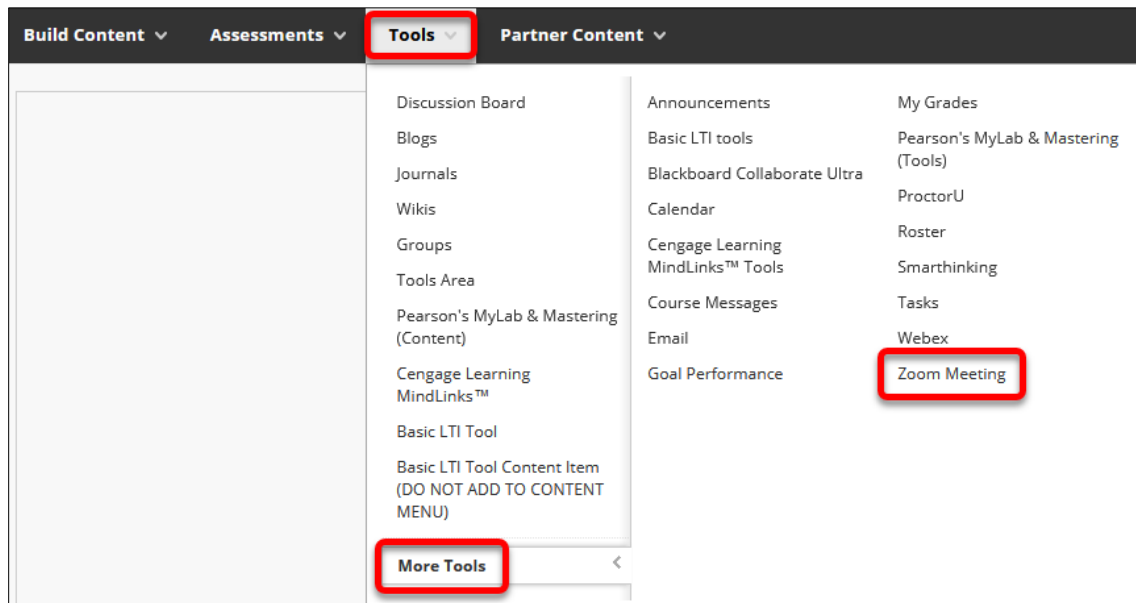 Build Content Assessments Tools Partner Content
Discussion Board
Blogs
Journals
Wikis
Groups
Tools Area
Pearson's MyLab & Mastering
(Content)
Cengage Learning
MindLinks™
Basic LTI Tool
Basic LTI Tool Content Item
(DO NOT ADD TO CONTENT
MENU)
More Tools
Announcements
Basic LTI tools
Blackboard Collaborate Ultra
Calendar
Cengage Learning
MindLinks™ Tools
Course Messages
Email
Goal Performance
My Grades
Pearson's MyLab & Mastering
(Tools)
ProctorU
Roster
Smarthinking
Tasks
Webex
Zoom Meeting